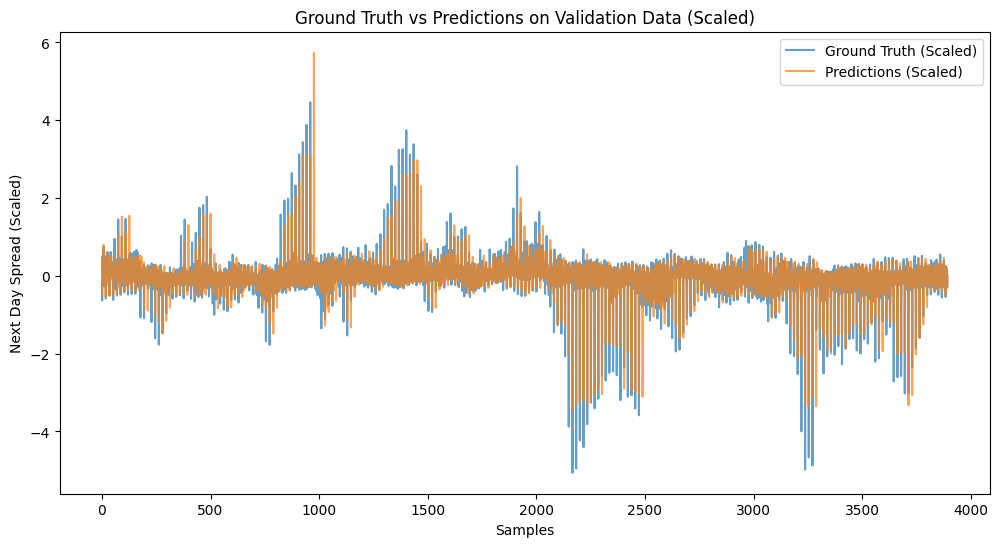 Ground Truth vs Predictions on Validation Data (Scaled)
Ground Truth (Scaled)
Predictions (Scaled)
Next Day Spread (Scaled)
6
4
2
0
−2
−4
0 500 1000 1500 2000 2500 3000 3500 4000
Samples